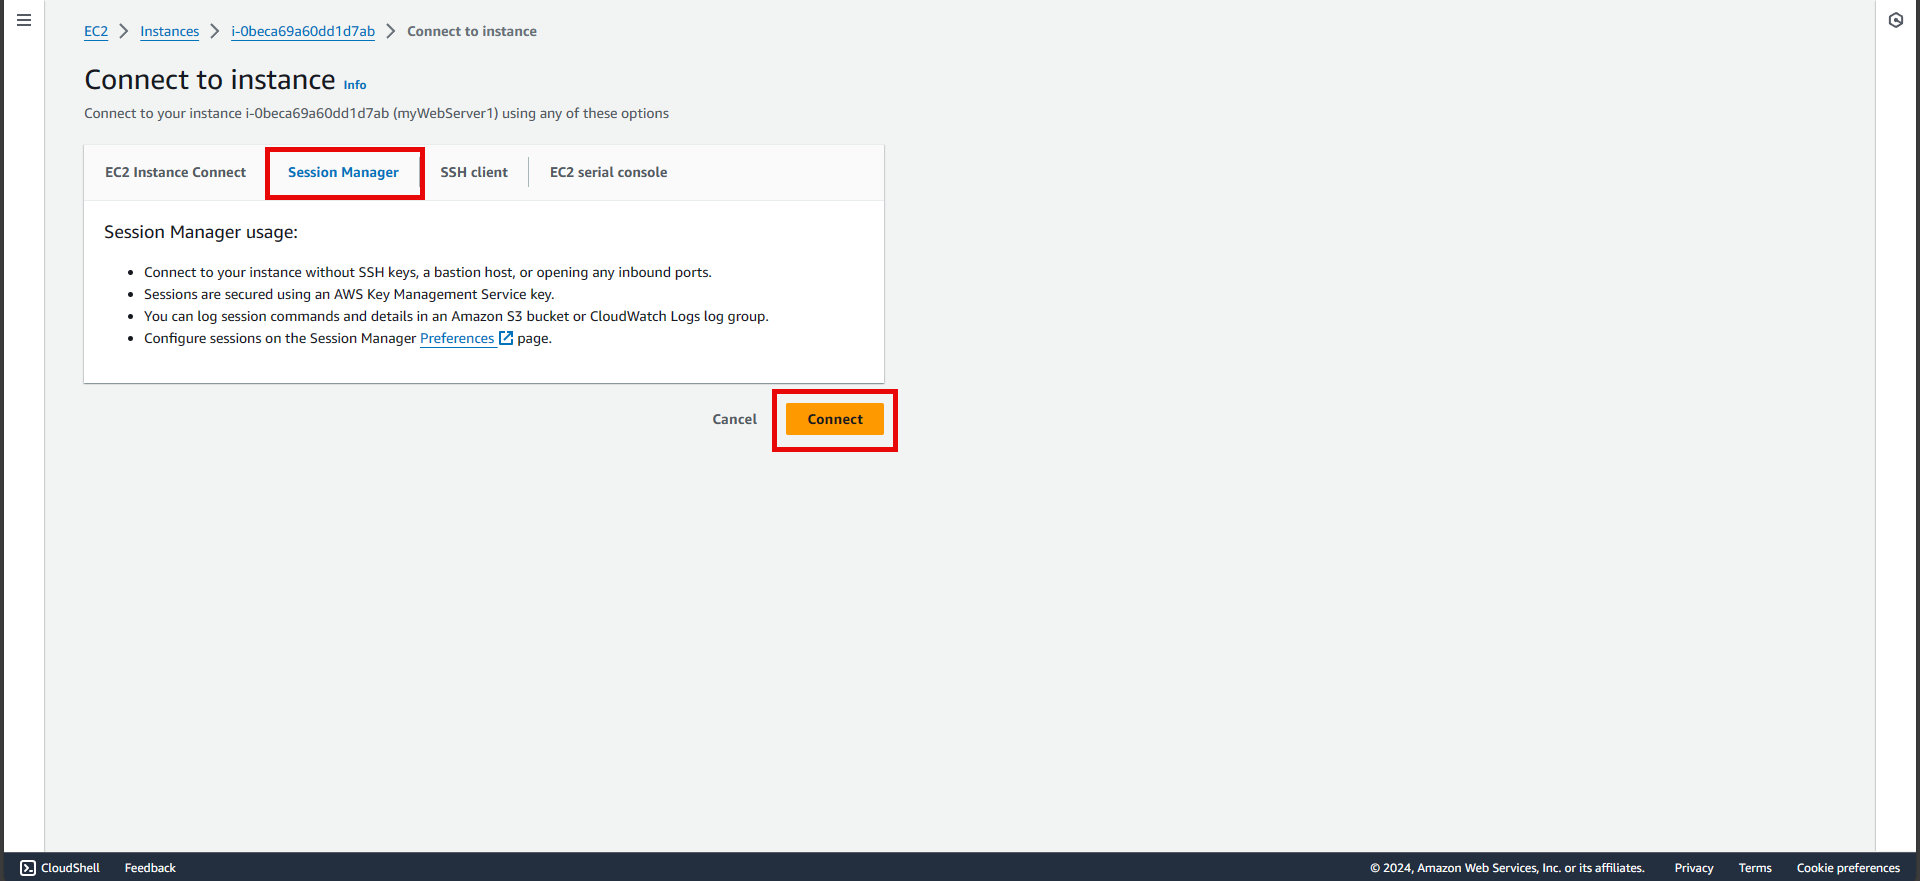 EC2 > Instances > i-0beca69a60dd1d7ab > Connect to instance
Connect to instance Info
Connect to your instance i-0beca69a60dd1d7ab (myWebServer1) using any of these options
EC2 Instance Connect Session Manager SSH client EC2 serial console
Session Manager usage:
• Connect to your instance without SSH keys, a bastion host, or opening any inbound ports.
• Sessions are secured using an AWS Key Management Service key.
• You can log session commands and details in an Amazon S3 bucket or CloudWatch Logs log group.
• Configure sessions on the Session Manager Preferences page.
Cancel Connect
CloudShell Feedback © 2024, Amazon Web Services, Inc. or its affiliates. Privacy Terms Cookie preferences